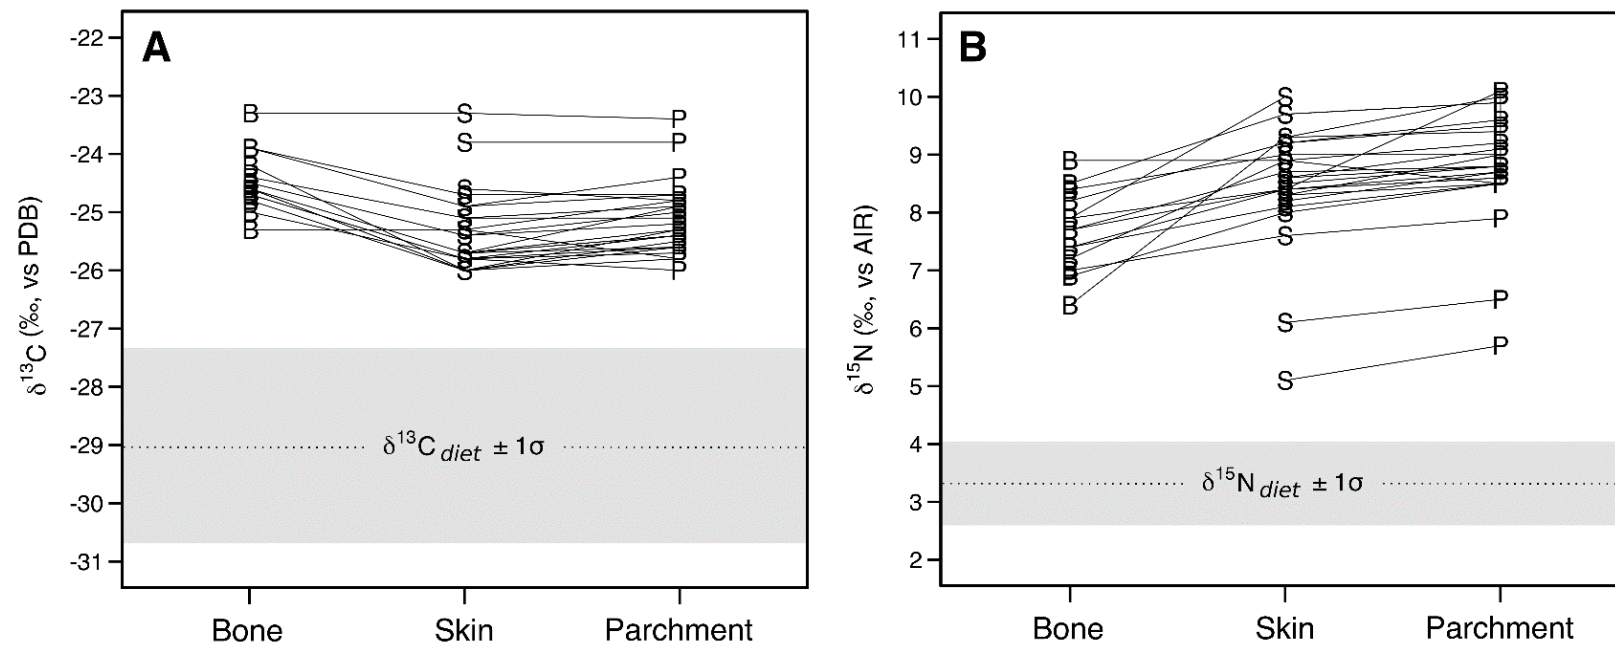 A
δ13C (‰, vs PDB)
-22
-23
-24
-25
-26
-27
-28
-29
-30
-31
B
S
S
P
P
δ13C diet ± 1σ
Bone Skin Parchment
B
δ15N (‰, vs AIR)
11
10
9
8
7
6
5
4
3
2
B
B
S
S
S
S
S
P
P
P
δ15N diet ± 1σ
Bone Skin Parchment